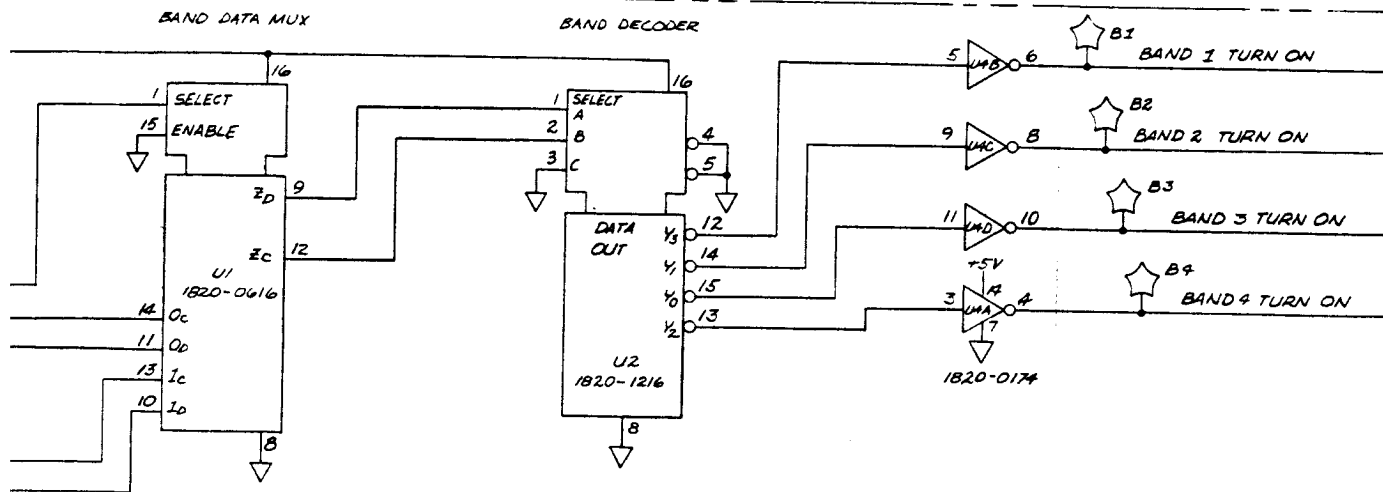 BAND DATA MUX
BAND DECODER
16
1
SELECT
15
ENABLE
ZD
9
ZC
12
U1
1820-0616
14
OC
11
OD
13
IC
10
ID
8
16
SELECT
1
A
2
B
3
C
4
5
DATA
OUT
Y3
12
Y1
14
Y0
15
Y2
13
U2
1820-1216
8
5
U4B
6
B1
BAND 1 TURN ON
9
U4C
8
B2
BAND 2 TURN ON
11
U4D
10
B3
BAND 3 TURN ON
+5V
14
3
U4A
4
7
B4
BAND 4 TURN ON
1820-0174